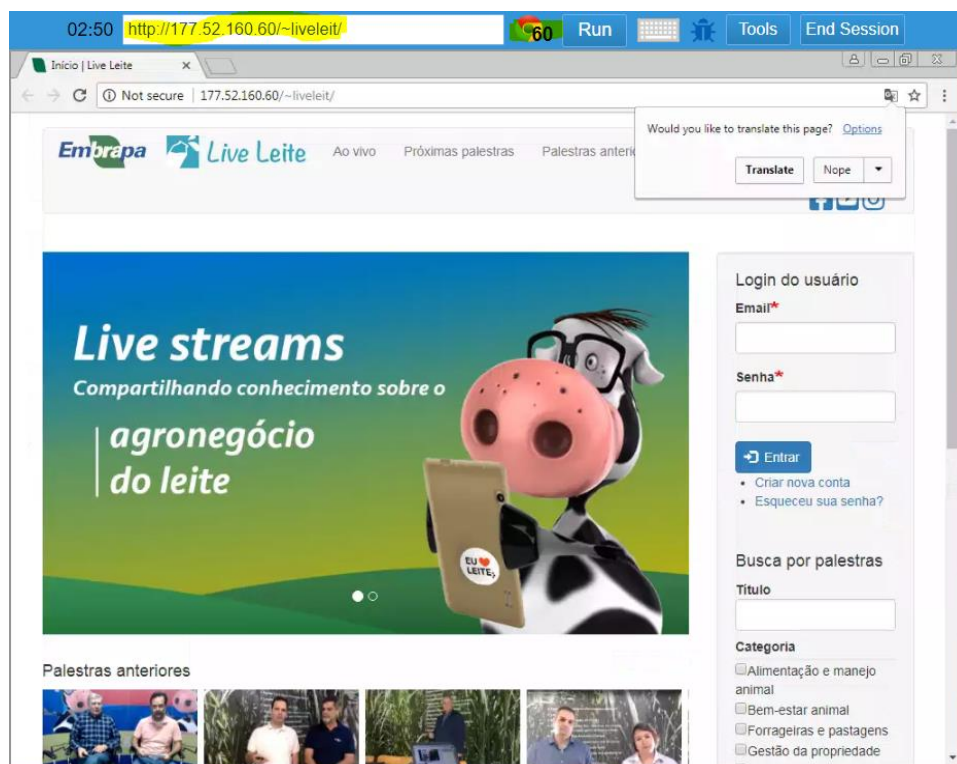 02:50 http://177.52.160.60/~liveleit/ 60 Run Tools End Session
Início | Live Leite
Not secure 177.52.160.60/~liveleit/
Would you like to translate this page? Options
Translate Nope
Embrapa Live Leite Ao vivo Próximas palestras Palestras
Live streams
Compartilhando conhecimento sobre o
agronegócio
do leite
EU
LEITE
Login do usuário
Email*
Senha*
Entrar
Criar nova conta
Esqueceu sua senha?
Busca por palestras
Título
Categoria
Alimentação e manejo
animal
Bem-estar animal
Forrageiras e pastagens
Gestão da propriedade
Palestras anteriores